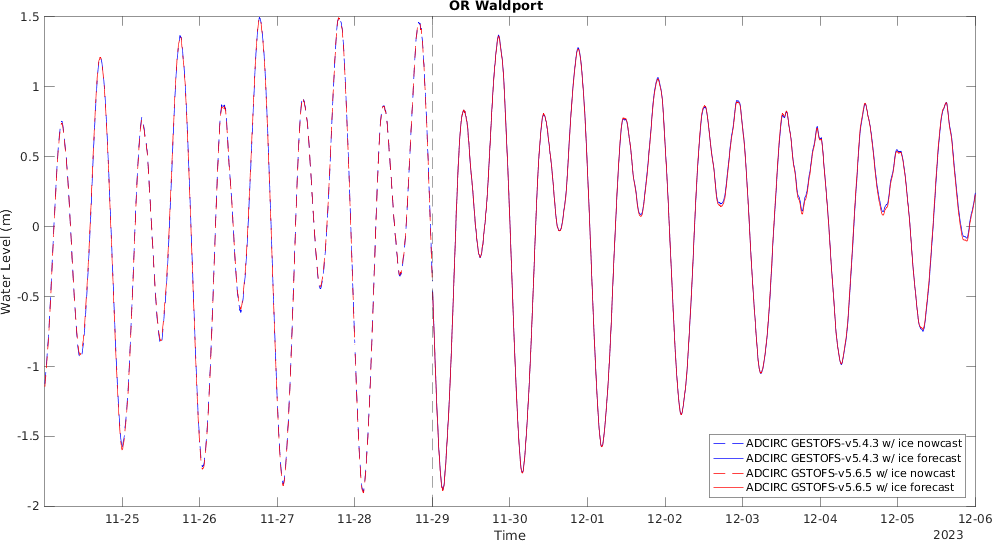 OR Waldport
Water Level (m)
1.5
1
0.5
0
-0.5
-1
-1.5
-2
ADCIRC GESTOFS-v5.4.3 w/ ice nowcast
ADCIRC GESTOFS-v5.4.3 w/ ice forecast
ADCIRC GSTOFS-v5.6.5 w/ ice nowcast
ADCIRC GSTOFS-v5.6.5 w/ ice forecast
11-25 11-26 11-27 11-28 11-29 11-30 12-01 12-02 12-03 12-04 12-05 12-06
Time
2023